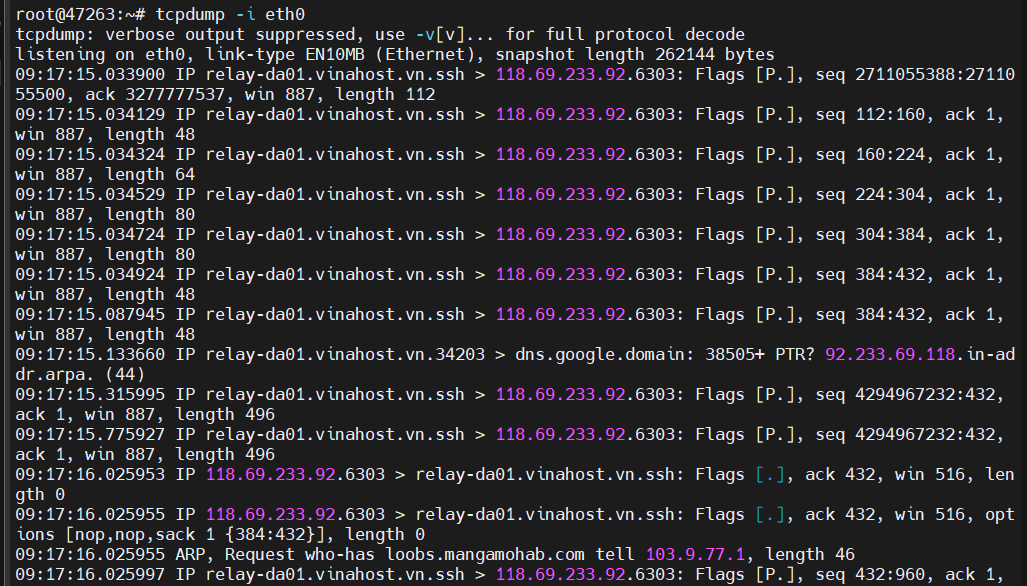 root@47263:~# tcpdump -i eth0
tcpdump: verbose output suppressed, use -v[v]... for full protocol decode
listening on eth0, link-type EN10MB (Ethernet), snapshot length 262144 bytes
09:17:15.033900 IP relay-da01.vinahost.vn.ssh > 118.69.233.92.6303: Flags [P.], seq 2711055388:27110
55500, ack 3277777537, win 887, length 112
09:17:15.034129 IP relay-da01.vinahost.vn.ssh > 118.69.233.92.6303: Flags [P.], seq 112:160, ack 1,
win 887, length 48
09:17:15.034324 IP relay-da01.vinahost.vn.ssh > 118.69.233.92.6303: Flags [P.], seq 160:224, ack 1,
win 887, length 64
09:17:15.034529 IP relay-da01.vinahost.vn.ssh > 118.69.233.92.6303: Flags [P.], seq 224:304, ack 1,
win 887, length 80
09:17:15.034724 IP relay-da01.vinahost.vn.ssh > 118.69.233.92.6303: Flags [P.], seq 304:384, ack 1,
win 887, length 80
09:17:15.034924 IP relay-da01.vinahost.vn.ssh > 118.69.233.92.6303: Flags [P.], seq 384:432, ack 1,
win 887, length 48
09:17:15.087945 IP relay-da01.vinahost.vn.ssh > 118.69.233.92.6303: Flags [P.], seq 384:432, ack 1,
win 887, length 48
09:17:15.133660 IP relay-da01.vinahost.vn.34203 > dns.google.domain: 38505+ PTR? 92.233.69.118.in-ad
dr.arpa. (44)
09:17:15.315995 IP relay-da01.vinahost.vn.ssh > 118.69.233.92.6303: Flags [P.], seq 4294967232:432,
ack 1, win 887, length 496
09:17:15.775927 IP relay-da01.vinahost.vn.ssh > 118.69.233.92.6303: Flags [P.], seq 4294967232:432,
ack 1, win 887, length 496
09:17:16.025953 IP 118.69.233.92.6303 > relay-da01.vinahost.vn.ssh: Flags [.], ack 432, win 516, len
gth 0
09:17:16.025955 IP 118.69.233.92.6303 > relay-da01.vinahost.vn.ssh: Flags [.], ack 432, win 516, opt
ions [nop,nop,sack 1 {384:432}], length 0
09:17:16.025955 ARP, Request who-has loobs.mangamohab.com tell 103.9.77.1, length 46
09:17:16.025997 IP relay-da01.vinahost.vn.ssh > 118.69.233.92.6303: Flags [P.], seq 432:960, ack 1,